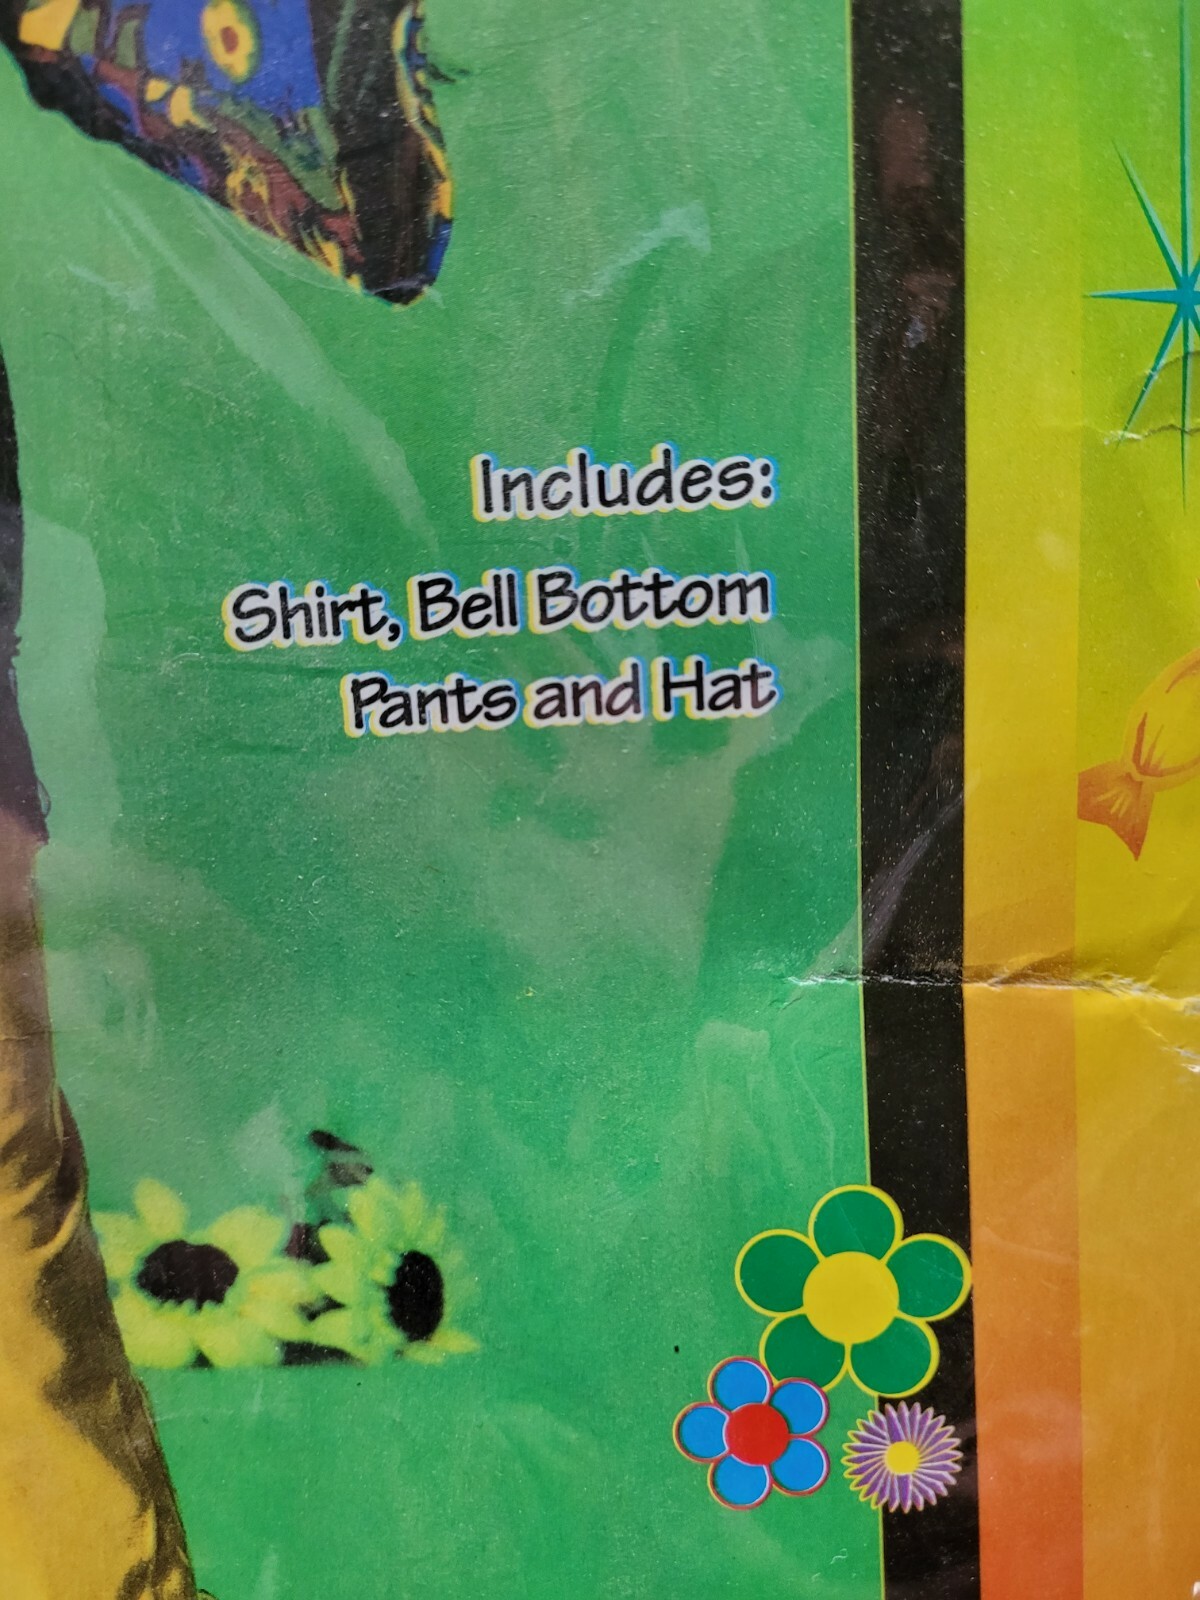 Includes:
Shirt, Bell Bottom
Pants and Hat